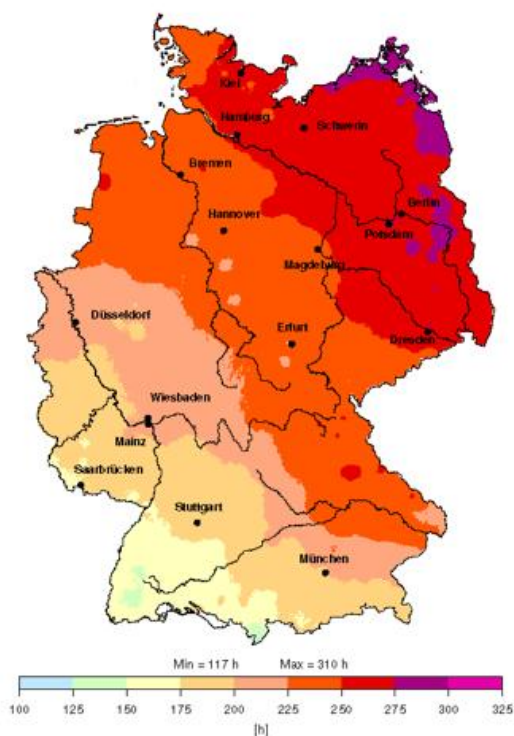 Kiel
Hamburg
Schwerin
Bremen
Berlin
Hannover
Potsdam
Magdeburg
Düsseldorf
Erfurt
Dresden
Wiesbaden
Mainz
Saarbrücken
Stuttgart
München
Min = 117 h Max = 310 h
100 125 150 175 200 225 250 275 300 325
[h]